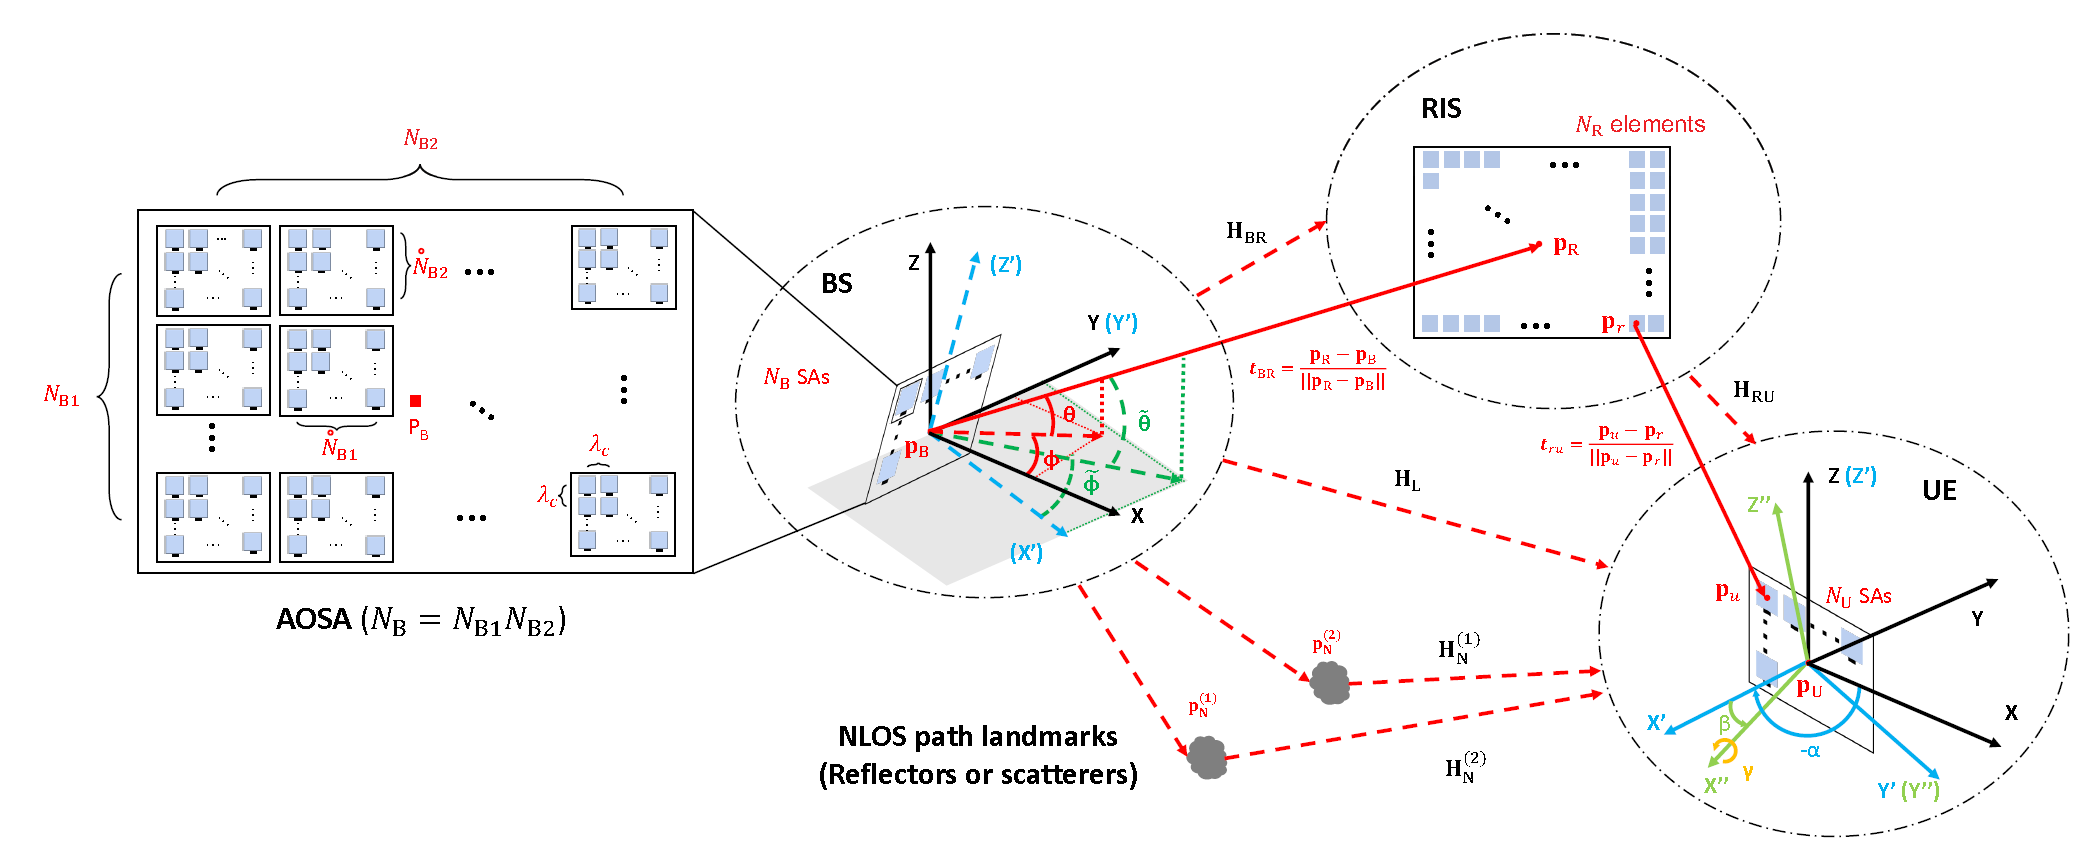 N_B2
N̊_B2
N_B1
P_B
N̊_B1
λ_c
λ_c
AOSA (N_B = N_B1N_B2)
BS
Z
(Z')
Y (Y')
N_B SAs
p_B
θ
θ̃
ϕ
ϕ̃
X
(X')
H_BR
RIS
N_R elements
p_R
p_r
t_BR = (p_R − p_B) / ||p_R − p_B||
H_RU
t_ru = (p_u − p_r) / ||p_u − p_r||
H_L
UE
Z (Z')
Z''
N_U SAs
p_u
Y
p_U
X
X'
β
-α
X''
γ
Y' (Y'')
p_N^(2)
H_N^(1)
p_N^(1)
H_N^(2)
NLOS path landmarks
(Reflectors or scatterers)